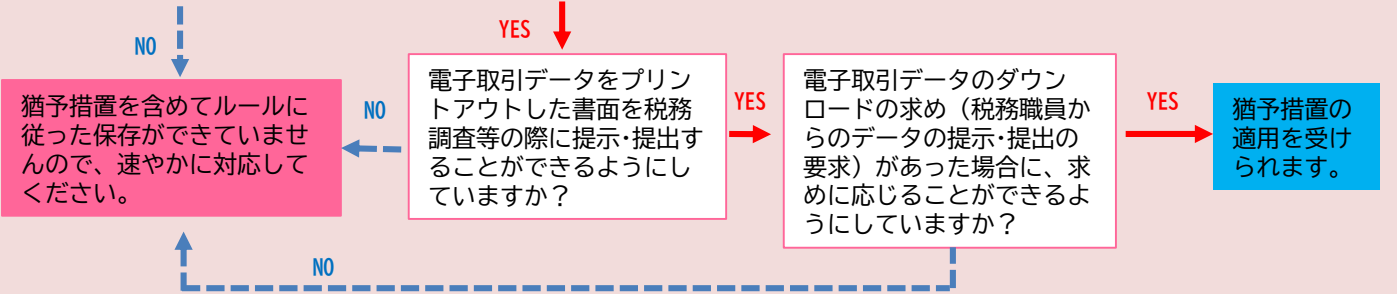 YES
NO
猶予措置を含めてルールに
従った保存ができていませ
んので、速やかに対応して
ください。
NO
電子取引データをプリン
トアウトした書面を税務
調査等の際に提示･提出す
ることができるようにし
ていますか？
YES
電子取引データのダウン
ロードの求め（税務職員か
らのデータの提示･提出の
要求）があった場合に、求
めに応じることができるよ
うにしていますか？
YES
猶予措置の
適用を受け
られます。
NO